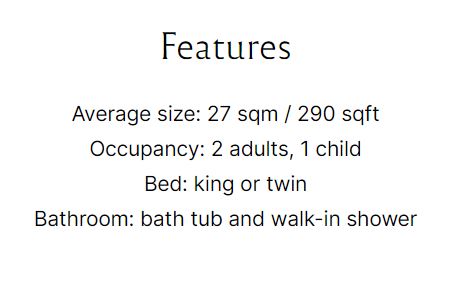 Features
Average size: 27 sqm / 290 sqft
Occupancy: 2 adults, 1 child
Bed: king or twin
Bathroom: bath tub and walk-in shower